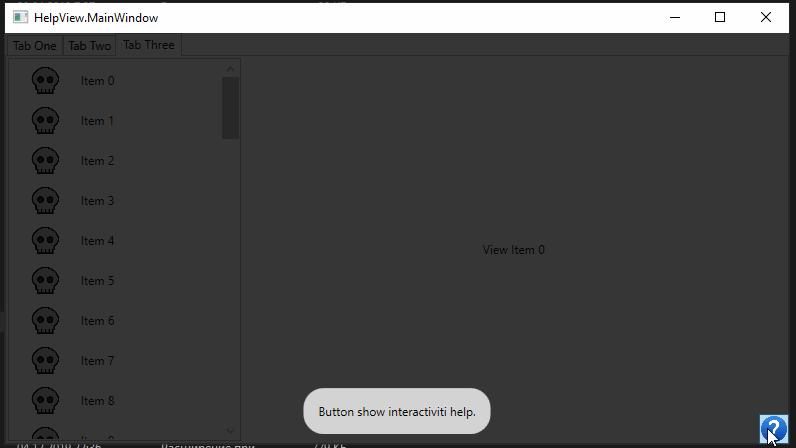 HelpView.MainWindow
Tab One Tab Two Tab Three
Item 0
Item 1
Item 2
Item 3
Item 4
Item 5
Item 6
Item 7
Item 8
View Item 0
Button show interactiviti help.
?